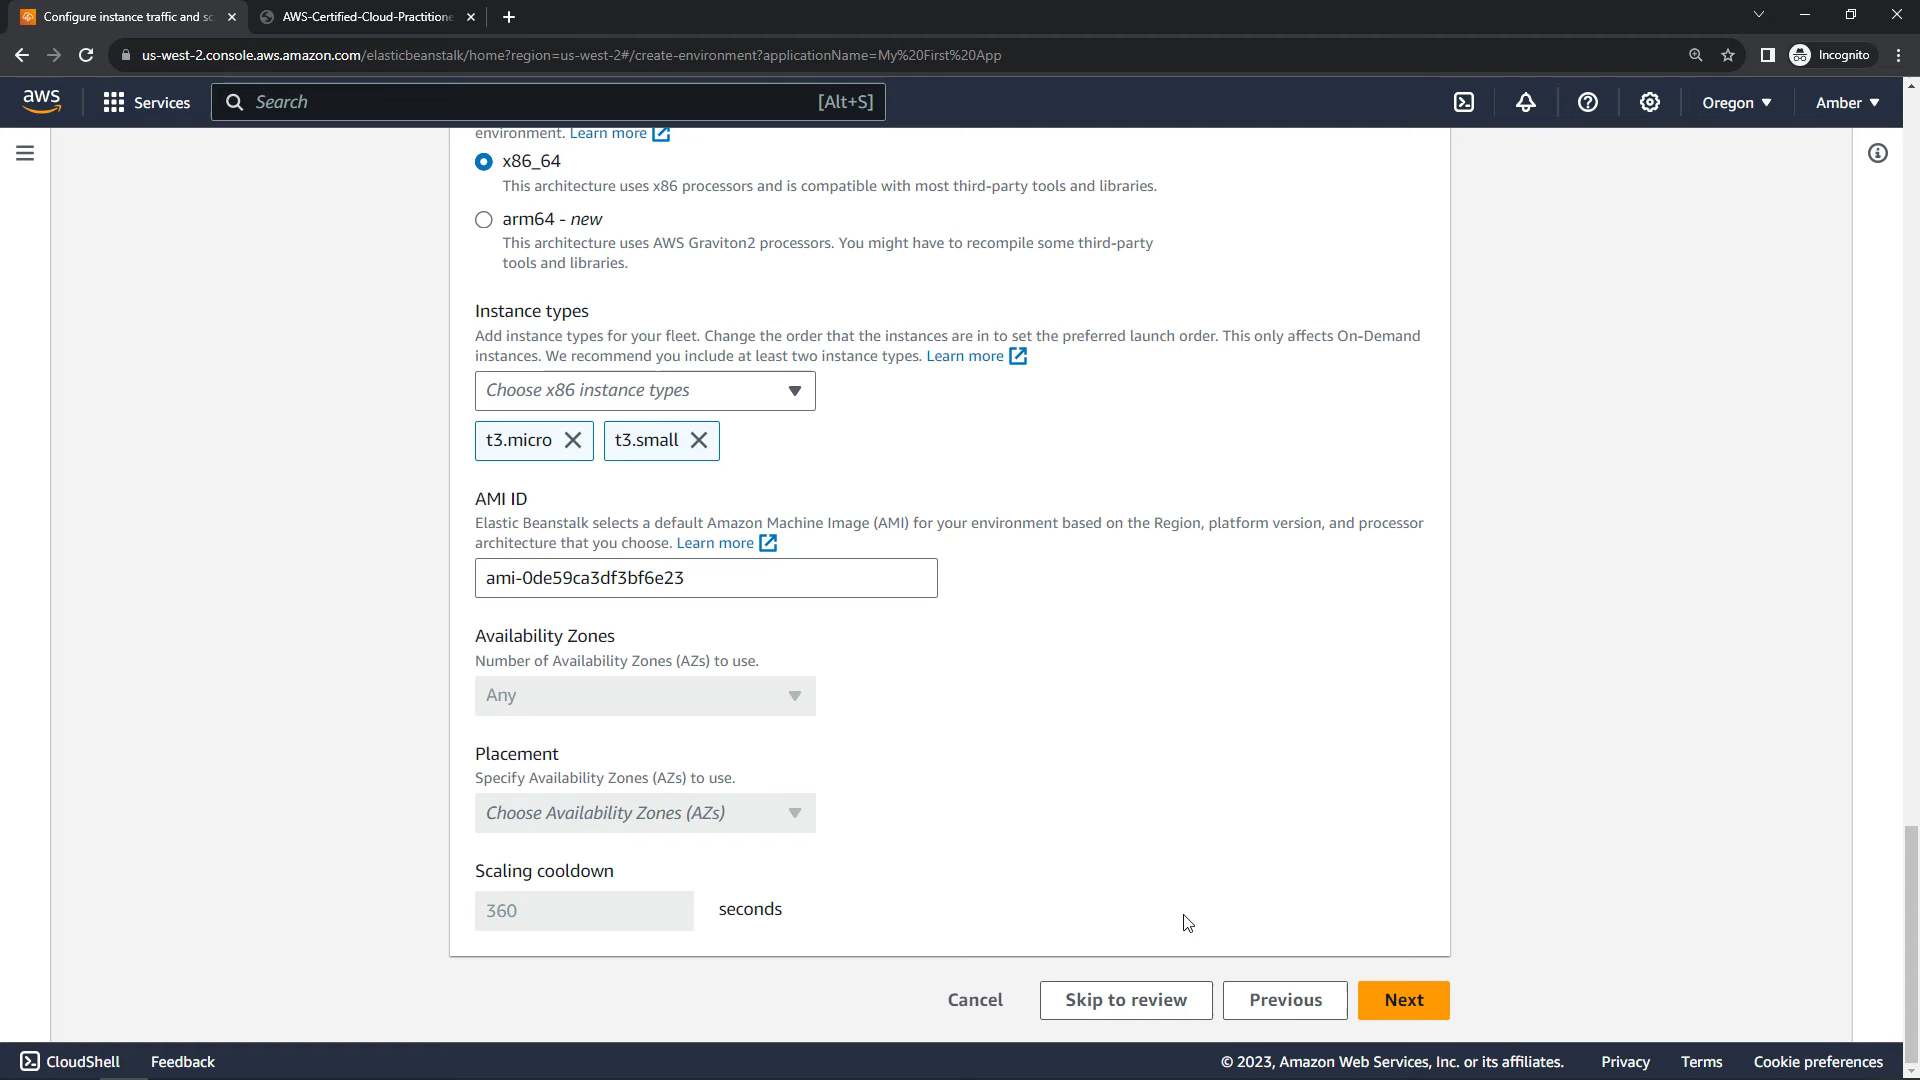 Configure instance traffic and sc
AWS-Certified-Cloud-Practitione
us-west-2.console.aws.amazon.com/elasticbeanstalk/home?region=us-west-2#/create-environment?applicationName=My%20First%20App
Incognito
aws
Services
Search
[Alt+S]
Oregon
Amber
environment. Learn more
x86_64
This architecture uses x86 processors and is compatible with most third-party tools and libraries.
arm64 - new
This architecture uses AWS Graviton2 processors. You might have to recompile some third-party
tools and libraries.
Instance types
Add instance types for your fleet. Change the order that the instances are in to set the preferred launch order. This only affects On-Demand
instances. We recommend you include at least two instance types. Learn more
Choose x86 instance types
t3.micro
t3.small
AMI ID
Elastic Beanstalk selects a default Amazon Machine Image (AMI) for your environment based on the Region, platform version, and processor
architecture that you choose. Learn more
ami-0de59ca3df3bf6e23
Availability Zones
Number of Availability Zones (AZs) to use.
Any
Placement
Specify Availability Zones (AZs) to use.
Choose Availability Zones (AZs)
Scaling cooldown
360
seconds
Cancel
Skip to review
Previous
Next
CloudShell
Feedback
© 2023, Amazon Web Services, Inc. or its affiliates.
Privacy
Terms
Cookie preferences